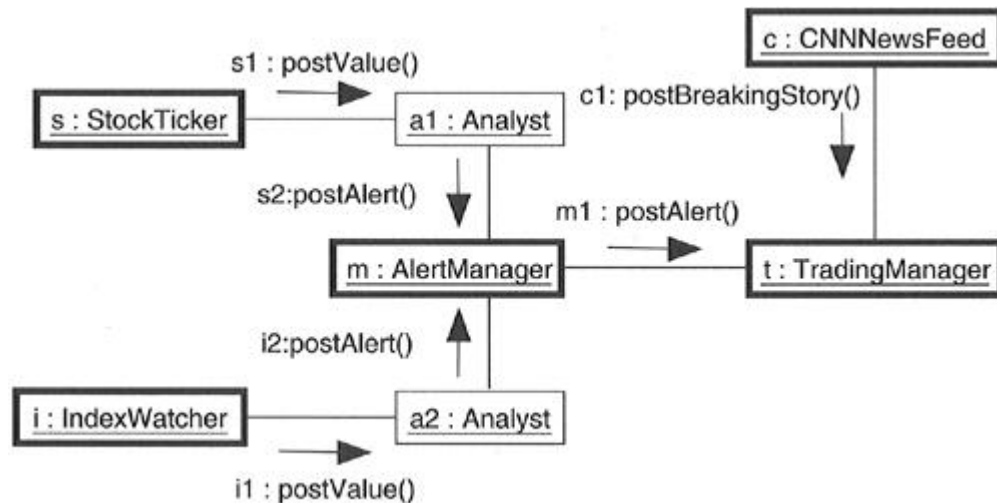 c : CNNNewsFeed
s1 : postValue()
c1: postBreakingStory()
s : StockTicker
a1 : Analyst
s2:postAlert()
m1 : postAlert()
m : AlertManager
t : TradingManager
i2:postAlert()
i : IndexWatcher
a2 : Analyst
i1 : postValue()